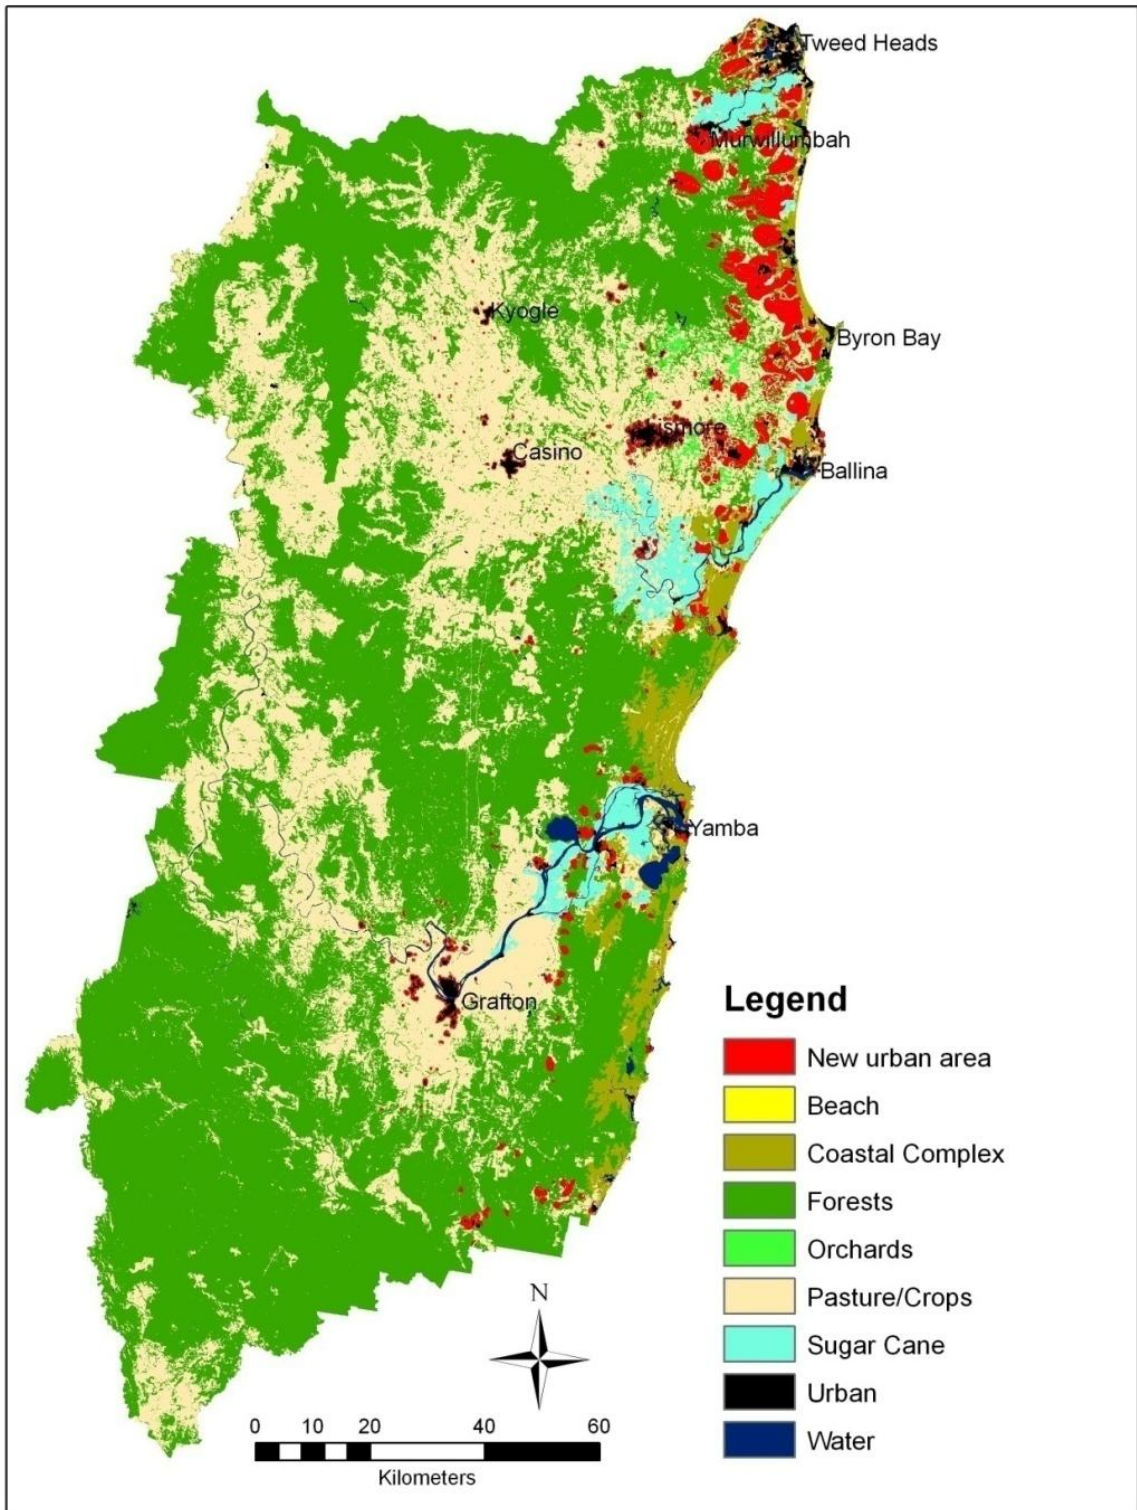 Tweed Heads
Murwillumbah
Kyogle
Byron Bay
Lismore
Casino
Ballina
Yamba
Grafton
Legend
New urban area
Beach
Coastal Complex
Forests
Orchards
Pasture/Crops
Sugar Cane
Urban
Water
N
0 10 20 40 60
Kilometers